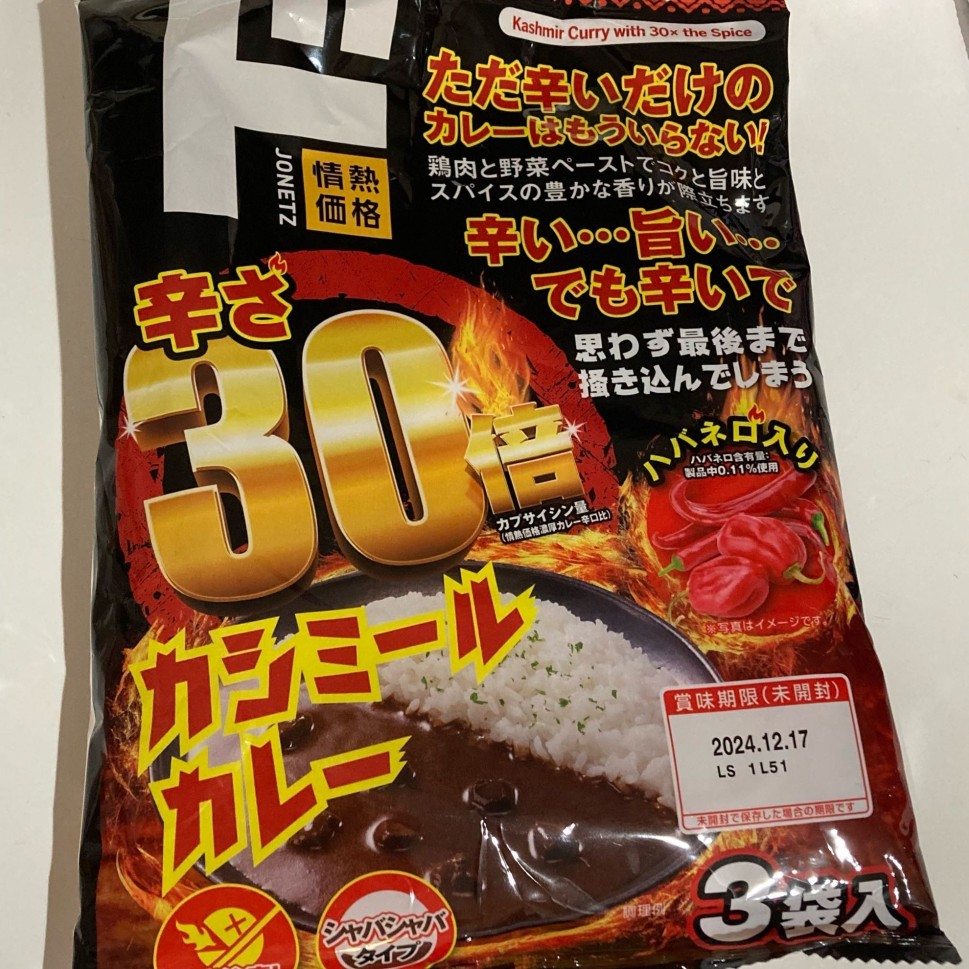 Kashmir Curry with 30× the Spice
ド
JONETZ
情熱
価格
ただ辛いだけの
カレーはもういらない!
鶏肉と野菜ペーストでコクと旨味と
スパイスの豊かな香りが際立ちます
辛い…旨い…
でも辛いで
思わず最後まで
掻き込んでしまう
辛さ
30倍
カプサイシン量
(情熱価格濃厚カレー辛口比)
ハバネロ入り
ハバネロ含有量:
製品中0.11%使用
※写真はイメージです。
カシミール
カレー
賞味期限(未開封)
2024.12.17
LS 1L51
未開封で保存した場合の期限です
シャバシャバ
タイプ
調理例
3袋入